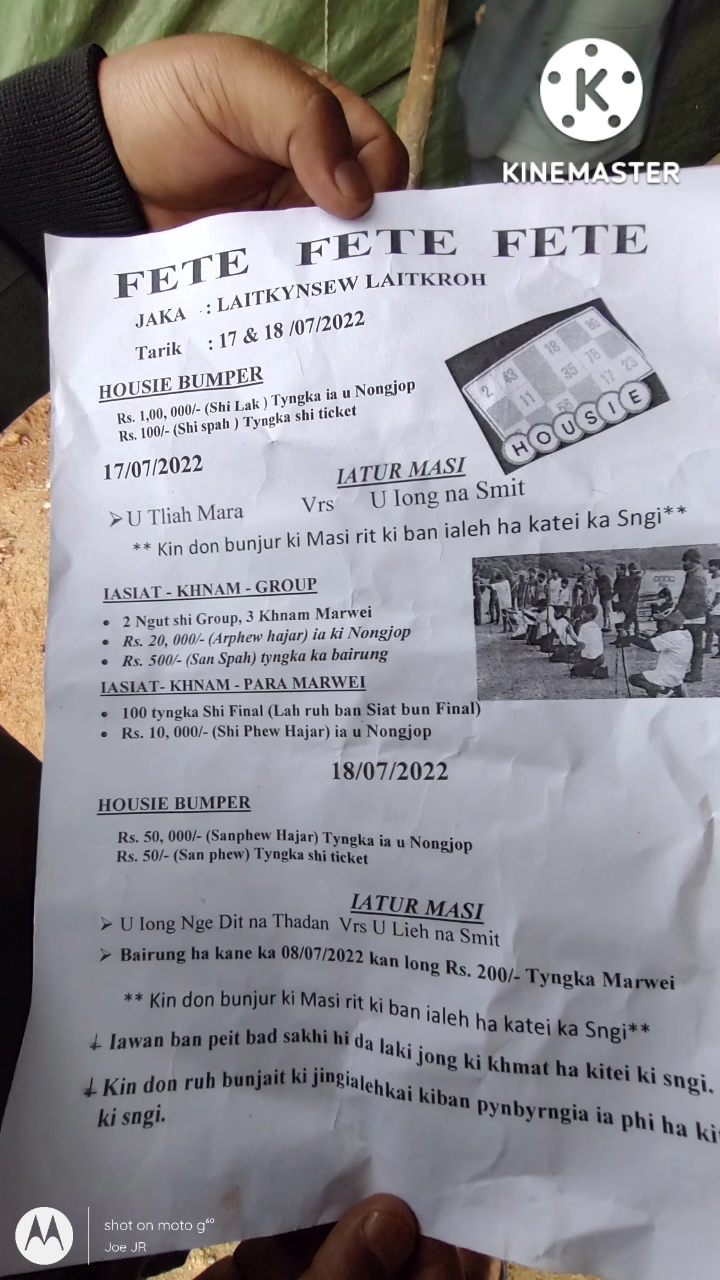 K
KINEMASTER
FETE FETE FETE
JAKA : LAITKYNSEW LAITKROH
Tarik : 17 & 18 /07/2022
HOUSIE BUMPER
Rs. 1,00, 000/- (Shi Lak ) Tyngka ia u Nongjop
Rs. 100/- (Shi spah ) Tyngka shi ticket
2 43 18 80
11 35 76
58 17 23
HOUSIE
17/07/2022
IATUR MASI
➢U Tliah Mara Vrs U Iong na Smit
** Kin don bunjur ki Masi rit ki ban ialeh ha katei ka Sngi**
IASIAT - KHNAM - GROUP
• 2 Ngut shi Group, 3 Khnam Marwei
• Rs. 20, 000/- (Arphew hajar) ia ki Nongjop
• Rs. 500/- (San Spah) tyngka ka bairung
IASIAT- KHNAM - PARA MARWEI
• 100 tyngka Shi Final (Lah ruh ban Siat bun Final)
• Rs. 10, 000/- (Shi Phew Hajar) ia u Nongjop
18/07/2022
HOUSIE BUMPER
Rs. 50, 000/- (Sanphew Hajar) Tyngka ia u Nongjop
Rs. 50/- (San phew) Tyngka shi ticket
IATUR MASI
➢ U Iong Nge Dit na Thadan Vrs U Lieh na Smit
➢ Bairung ha kane ka 08/07/2022 kan long Rs. 200/- Tyngka Marwei
** Kin don bunjur ki Masi rit ki ban ialeh ha katei ka Sngi**
Iawan ban peit bad sakhi hi da laki jong ki khmat ha kitei ki sngi.
Kin don ruh bunjait ki jingialehkai kiban pynbyrngia ia phi ha
ki sngi.
shot on moto g⁶⁰
Joe JR